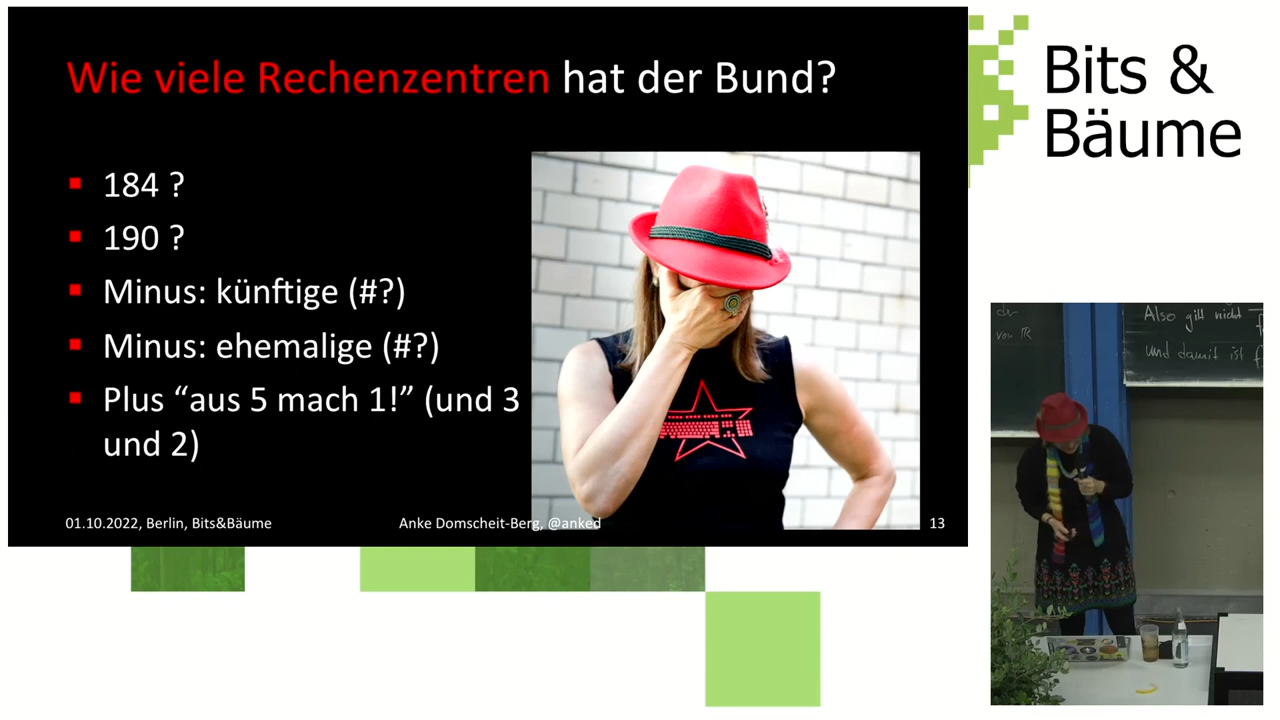 Wie viele Rechenzentren hat der Bund?
184 ?
190 ?
Minus: künftige (#?)
Minus: ehemalige (#?)
Plus “aus 5 mach 1!” (und 3
und 2)
01.10.2022, Berlin, Bits&Bäume
Anke Domscheit-Berg, @anked
13
Bits &
Bäume
der
von
Also gilt nicht
und damit ist